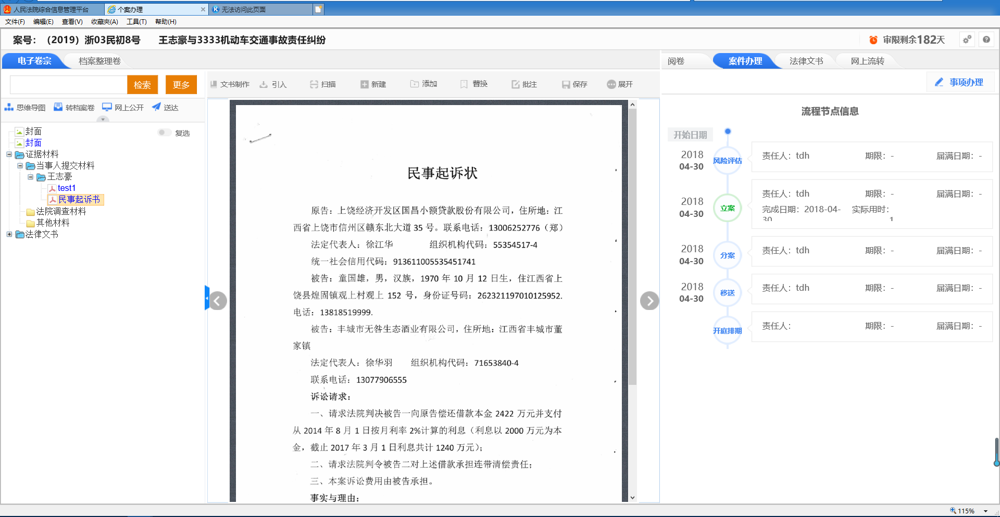 人民法院综合信息管理平台
个案办理
无法访问此页面
文件(F) 编辑(E) 查看(V) 收藏夹(A) 工具(T) 帮助(H)
案号：（2019）浙03民初8号 王志豪与3333机动车交通事故责任纠纷
审限剩余182天
电子卷宗 档案整理卷
阅卷 案件办理 法律文书 网上流转
检索 更多
文书制作 引入 扫描 新建 添加 替换 批注 保存 展开
事项办理
思维导图 转档案卷 网上公开 送达
复选
封面
封面
证据材料
当事人提交材料
王志豪
test1
民事起诉书
法院调查材料
其他材料
法律文书
民事起诉状
原告：上饶经济开发区国昌小额贷款股份有限公司，住所地：江
西省上饶市信州区赣东北大道 35 号。联系电话：13006252776（郑）
法定代表人：徐江华 组织机构代码：55354517-4
统一社会信用代码：913611005535451741
被告：童国雄，男，汉族，1970 年 10 月 12 日生，住江西省上
饶县煌固镇观上村观上 152 号，身份证号码：262321197010125952.
电话：13818519999.
被告：丰城市无咎生态酒业有限公司，住所地：江西省丰城市董
家镇
法定代表人：徐华羽 组织机构代码：71653840-4
联系电话：13077906555
诉讼请求：
一、请求法院判决被告一向原告偿还借款本金 2422 万元并支付
从 2014 年 8 月 1 日按月利率 2%计算的利息（利息以 2000 万元为本
金，截止 2017 年 3 月 1 日利息共计 1240 万元）；
二、请求法院判令被告二对上述借款承担连带清偿责任；
三、本案诉讼费用由被告承担。
事实与理由：
流程节点信息
开始日期
2018
04-30
风险评估
责任人：tdh 期限：- 届满日期：-
2018
04-30
立案
责任人：tdh 期限：- 届满日期：-
完成日期：2018-04-30 实际用时：1
2018
04-30
分案
责任人：tdh 期限：- 届满日期：-
2018
04-30
移送
责任人：tdh 期限：- 届满日期：-
开庭排期
责任人： 期限：- 届满日期：-
115%